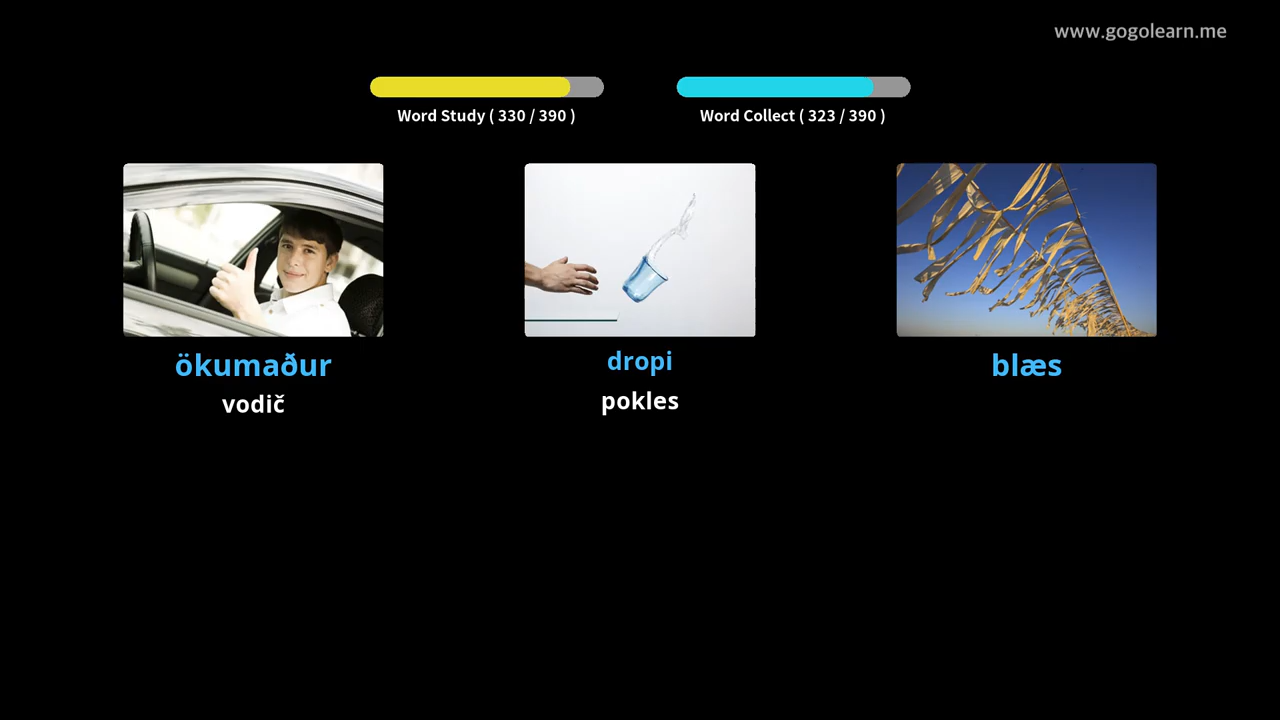 www.gogolearn.me
Word Study ( 330 / 390 )
Word Collect ( 323 / 390 )
ökumaður
dropi
blæs
vodič
pokles